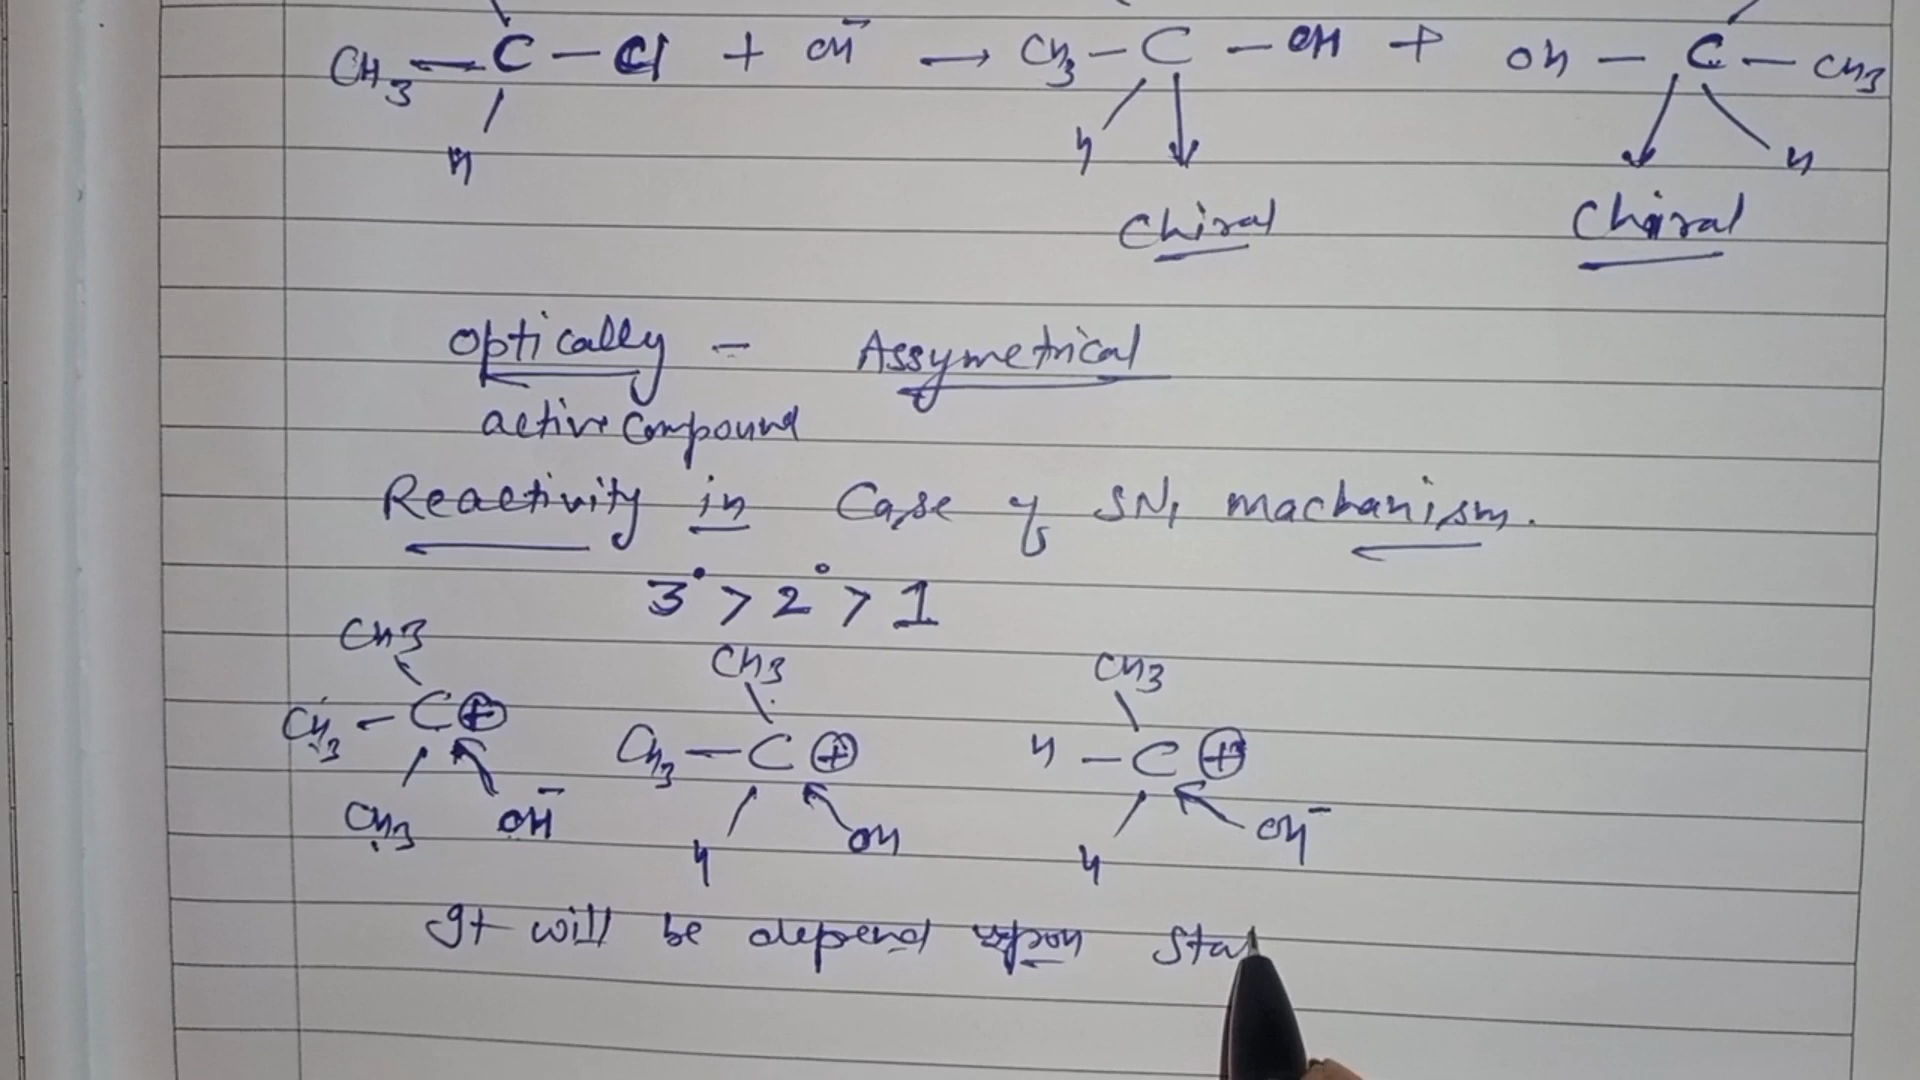 CH3 — C — Cl + OH⁻ → CH3 — C — OH + OH — C — CH3
H H H
Chiral Chiral
Optically - Assymetrical
active compound
Reactivity in Case of SN1 machanism.
3° > 2° > 1
CH3 CH3 CH3
CH3 - C⊕ CH3 — C ⊕ H — C ⊕
CH3 OH⁻ H OH H OH⁻
It will be depend upon Stal